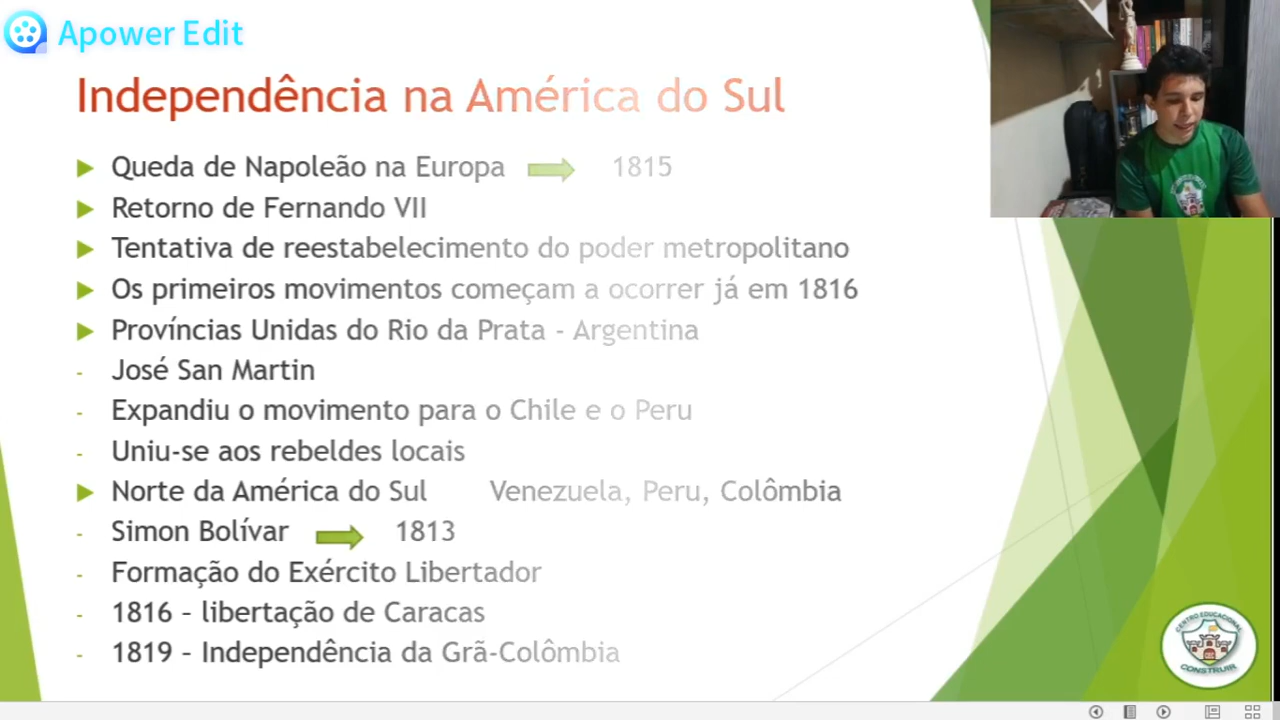 Apower Edit
Independência na América do Sul
Queda de Napoleão na Europa 1815
Retorno de Fernando VII
Tentativa de reestabelecimento do poder metropolitano
Os primeiros movimentos começam a ocorrer já em 1816
Províncias Unidas do Rio da Prata - Argentina
- José San Martin
- Expandiu o movimento para o Chile e o Peru
- Uniu-se aos rebeldes locais
Norte da América do Sul Venezuela, Peru, Colômbia
- Simon Bolívar 1813
- Formação do Exército Libertador
- 1816 – libertação de Caracas
- 1819 – Independência da Grã-Colômbia
CENTRO EDUCACIONAL
CONSTRUIR